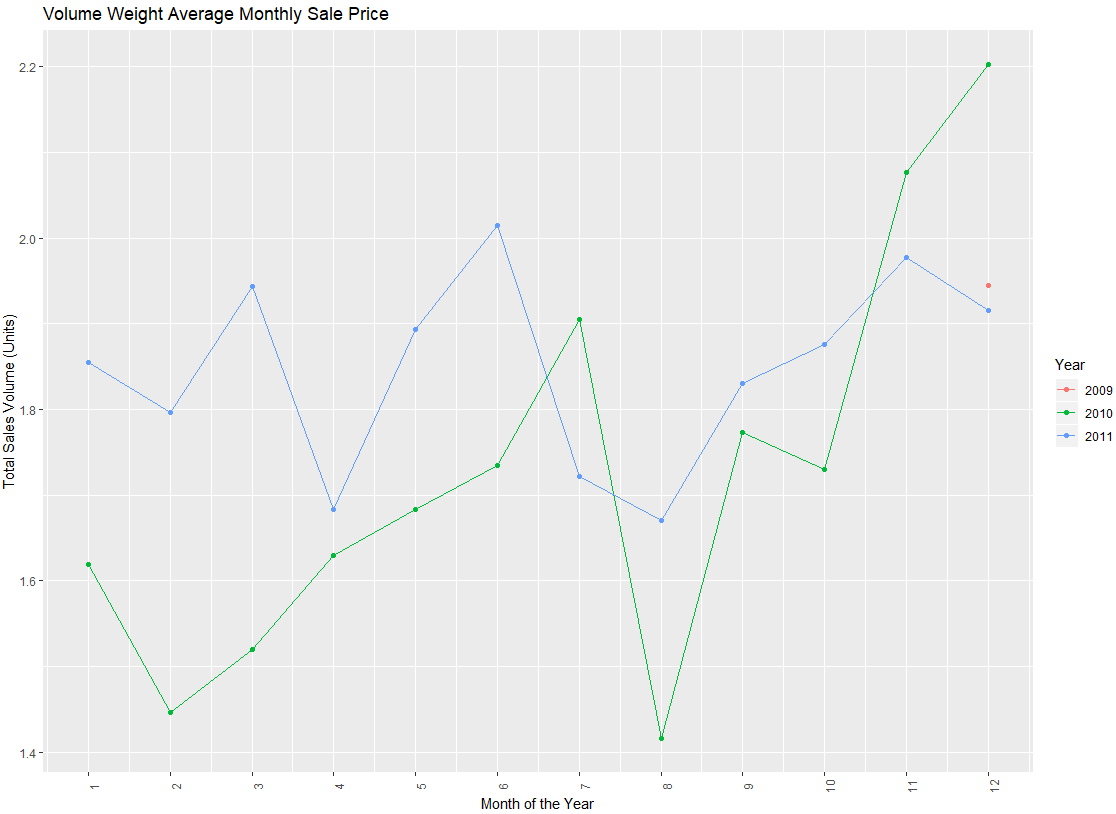 Volume Weight Average Monthly Sale Price
Total Sales Volume (Units)
2.2
2.0
1.8
1.6
1.4
1 2 3 4 5 6 7 8 9 10 11 12
Month of the Year
Year
2009
2010
2011